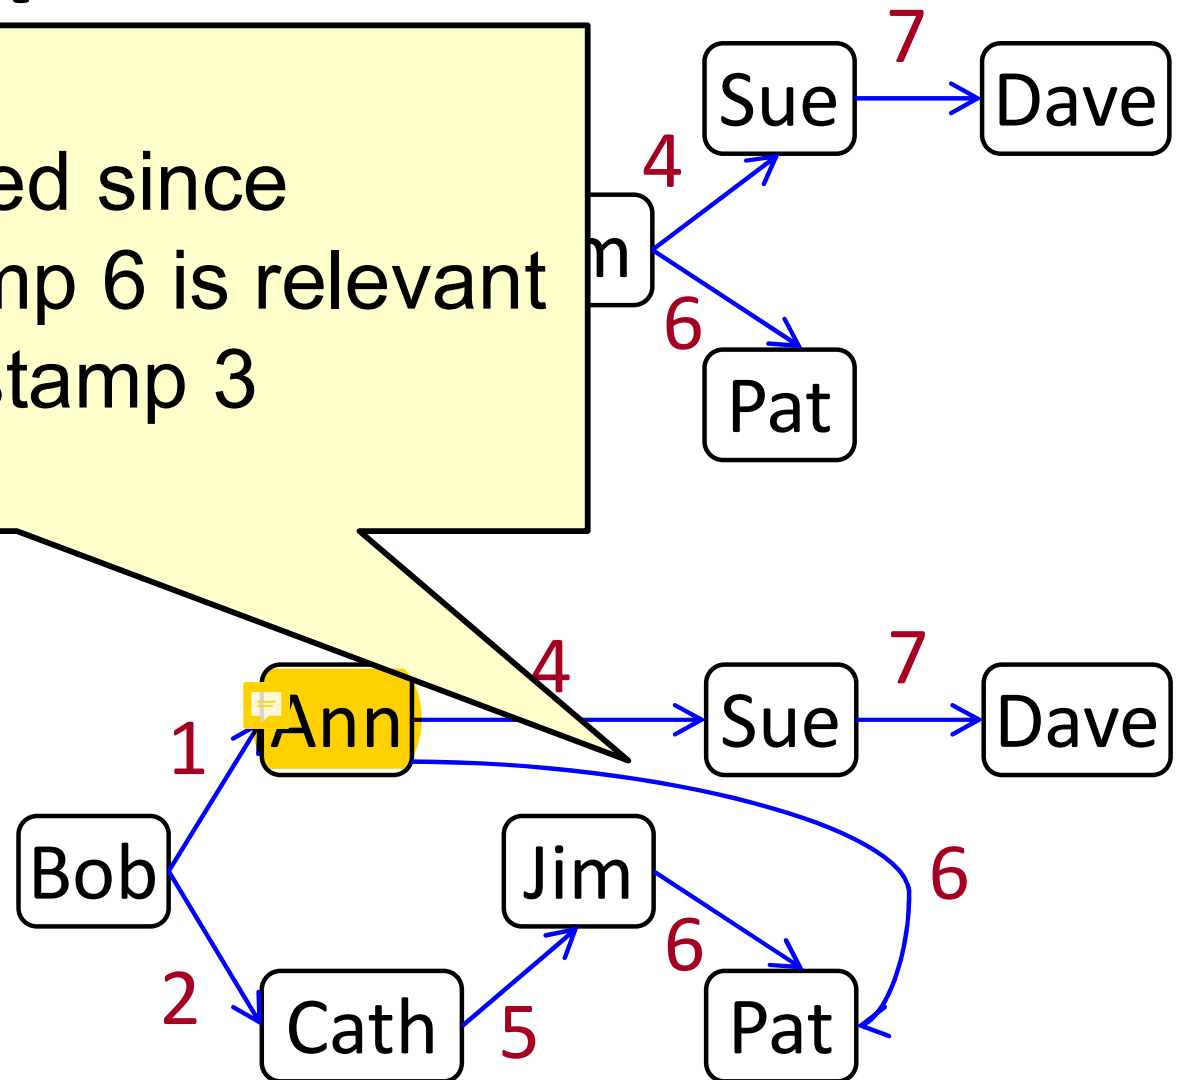 7
Sue
Dave
4
ed since
mp 6 is relevant
m
6
stamp 3
Pat
4
7
Ann
Sue
Dave
1
Bob
Jim
6
6
2
Cath
5
Pat